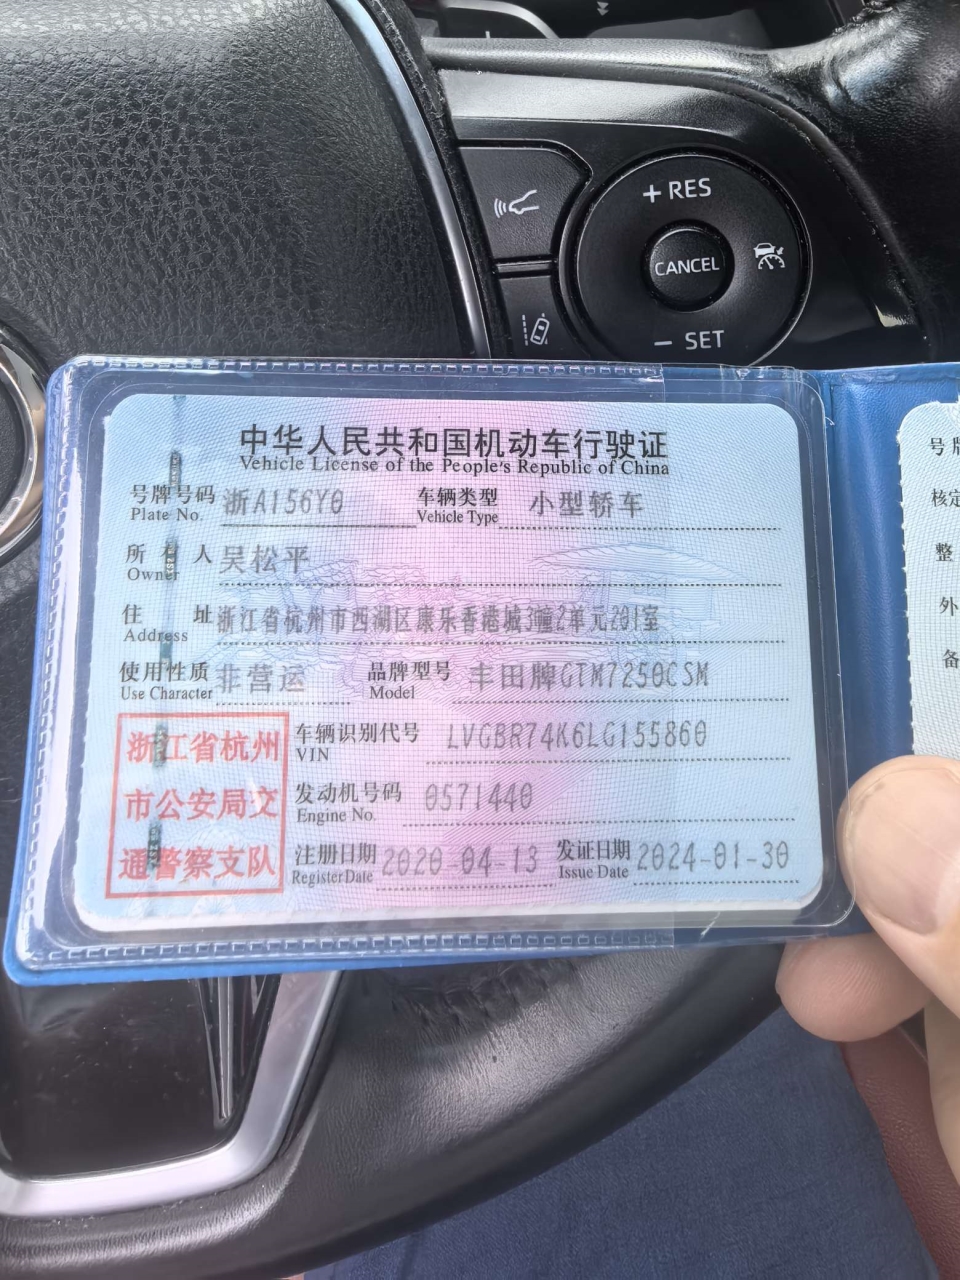 + RES
CANCEL
- SET
中华人民共和国机动车行驶证
Vehicle License of the People's Republic of China
号牌号码 浙A156Y0 车辆类型 小型轿车
Plate No. Vehicle Type
所有人 吴松平
Owner
住址 浙江省杭州市西湖区康乐香港城3幢2单元201室
Address
使用性质 非营运 品牌型号 丰田牌GTM7250CSM
Use Character Model
浙江省杭州
市公安局交
通警察支队
车辆识别代号 LVGBR74K6LG155860
VIN
发动机号码 0571440
Engine No.
注册日期 2020-04-13 发证日期 2024-01-30
Register Date Issue Date
号牌
核定
整
外
备